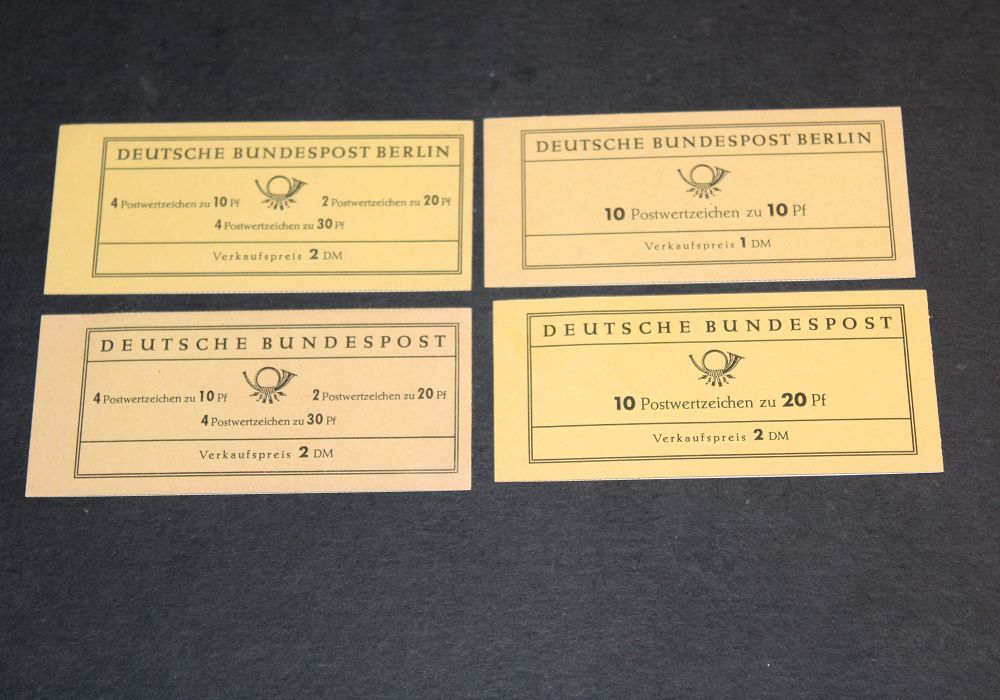 DEUTSCHE BUNDESPOST BERLIN
4 Postwertzeichen zu 10 Pf 2 Postwertzeichen zu 20 Pf
4 Postwertzeichen zu 30 Pf
Verkaufspreis 2 DM
DEUTSCHE BUNDESPOST BERLIN
10 Postwertzeichen zu 10 Pf
Verkaufspreis 1 DM
DEUTSCHE BUNDESPOST
4 Postwertzeichen zu 10 Pf 2 Postwertzeichen zu 20 Pf
4 Postwertzeichen zu 30 Pf
Verkaufspreis 2 DM
DEUTSCHE BUNDESPOST
10 Postwertzeichen zu 20 Pf
Verkaufspreis 2 DM